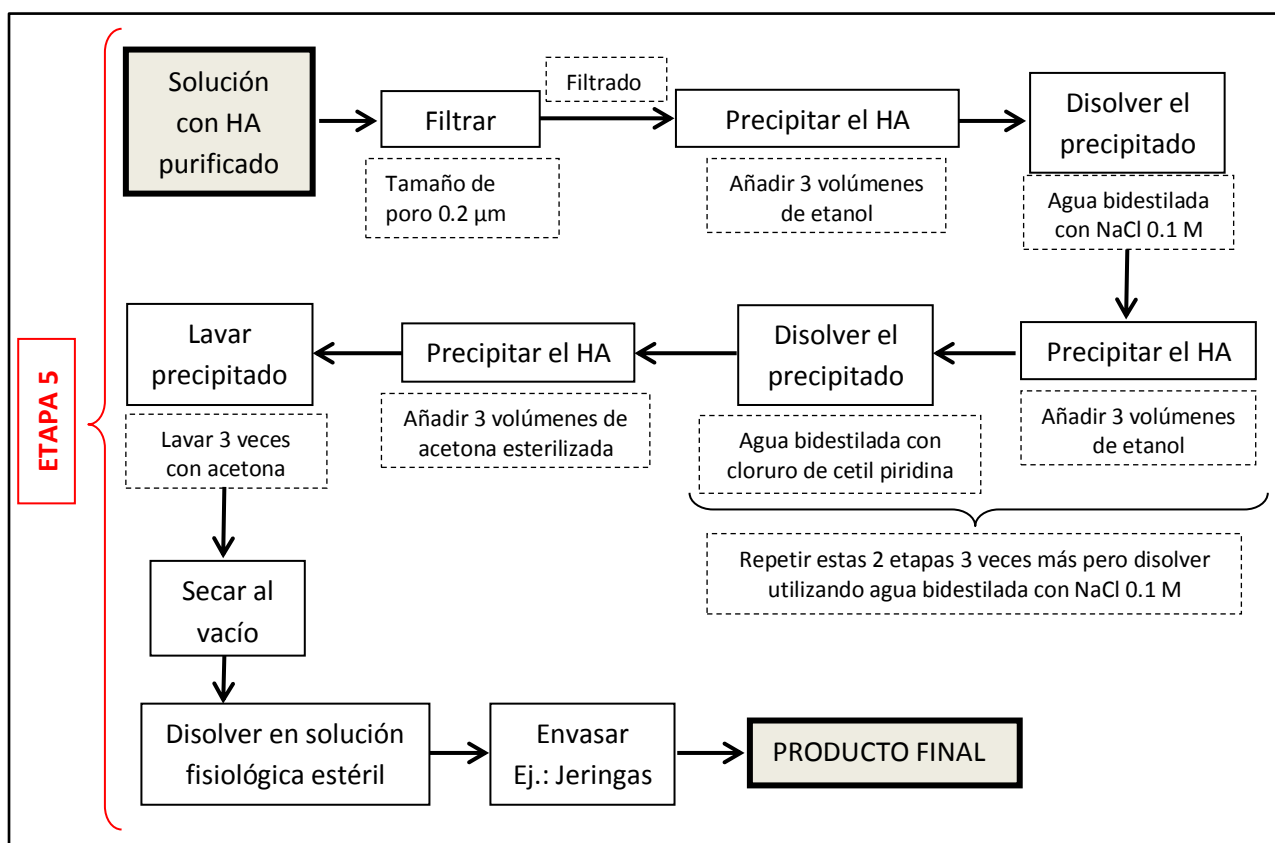 ETAPA 5
Solución
con HA
purificado
Filtrar
Tamaño de
poro 0.2 µm
Filtrado
Precipitar el HA
Añadir 3 volúmenes
de etanol
Disolver el
precipitado
Agua bidestilada
con NaCl 0.1 M
Precipitar el HA
Añadir 3 volúmenes
de etanol
Disolver el
precipitado
Agua bidestilada con
cloruro de cetil piridina
Repetir estas 2 etapas 3 veces más pero disolver
utilizando agua bidestilada con NaCl 0.1 M
Precipitar el HA
Añadir 3 volúmenes de
acetona esterilizada
Lavar
precipitado
Lavar 3 veces
con acetona
Secar al
vacío
Disolver en solución
fisiológica estéril
Envasar
Ej.: Jeringas
PRODUCTO FINAL